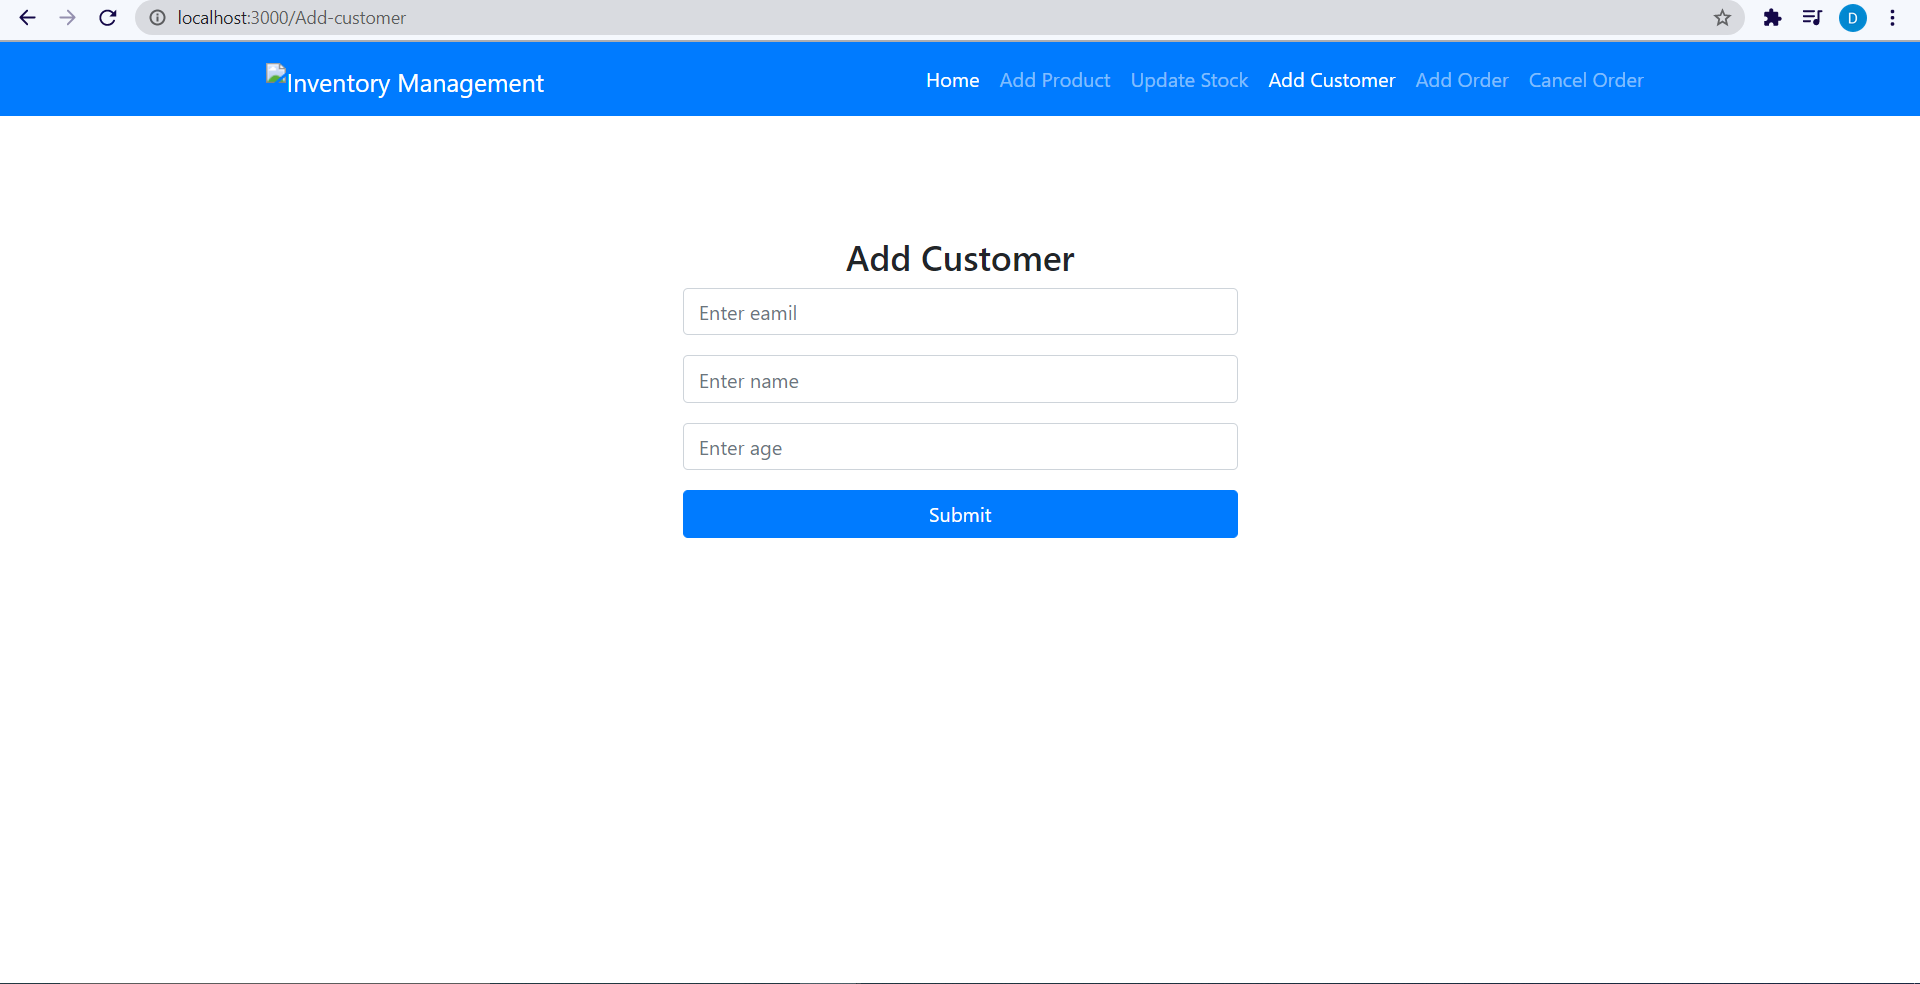 localhost:3000/Add-customer
D
Inventory Management
Home Add Product Update Stock Add Customer Add Order Cancel Order
Add Customer
Enter eamil
Enter name
Enter age
Submit